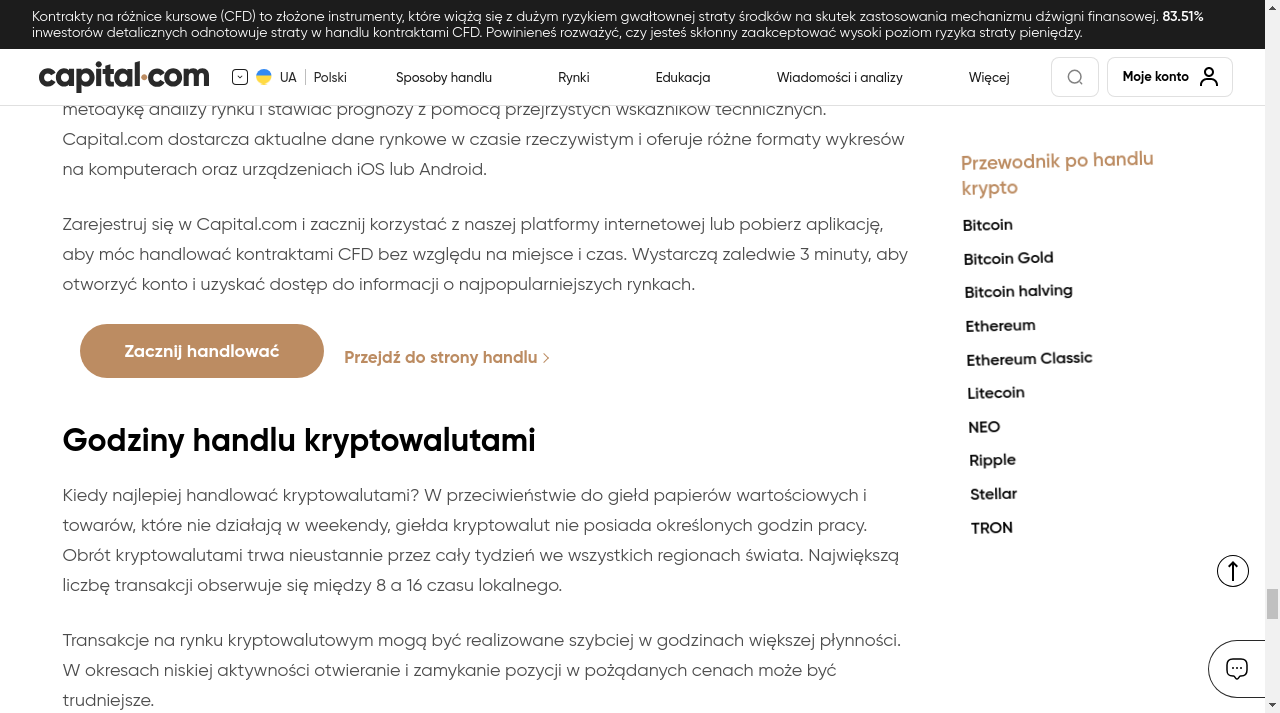 Kontrakty na różnice kursowe (CFD) to złożone instrumenty, które wiążą się z dużym ryzykiem gwałtownej straty środków na skutek zastosowania mechanizmu dźwigni finansowej. 83.51%
inwestorów detalicznych odnotowuje straty w handlu kontraktami CFD. Powinieneś rozważyć, czy jesteś skłonny zaakceptować wysoki poziom ryzyka straty pieniędzy.
capital.com
UA
Polski
Sposoby handlu
Rynki
Edukacja
Wiadomości i analizy
Więcej
Moje konto
metodykę analizy rynku i stawiać prognozy z pomocą przejrzystych wskaźników technicznych.
Capital.com dostarcza aktualne dane rynkowe w czasie rzeczywistym i oferuje różne formaty wykresów
na komputerach oraz urządzeniach iOS lub Android.
Zarejestruj się w Capital.com i zacznij korzystać z naszej platformy internetowej lub pobierz aplikację,
aby móc handlować kontraktami CFD bez względu na miejsce i czas. Wystarczą zaledwie 3 minuty, aby
otworzyć konto i uzyskać dostęp do informacji o najpopularniejszych rynkach.
Zacznij handlować
Przejdź do strony handlu
Godziny handlu kryptowalutami
Kiedy najlepiej handlować kryptowalutami? W przeciwieństwie do giełd papierów wartościowych i
towarów, które nie działają w weekendy, giełda kryptowalut nie posiada określonych godzin pracy.
Obrót kryptowalutami trwa nieustannie przez cały tydzień we wszystkich regionach świata. Największą
liczbę transakcji obserwuje się między 8 a 16 czasu lokalnego.
Transakcje na rynku kryptowalutowym mogą być realizowane szybciej w godzinach większej płynności.
W okresach niskiej aktywności otwieranie i zamykanie pozycji w pożądanych cenach może być
trudniejsze.
Przewodnik po handlu
krypto
Bitcoin
Bitcoin Gold
Bitcoin halving
Ethereum
Ethereum Classic
Litecoin
NEO
Ripple
Stellar
TRON